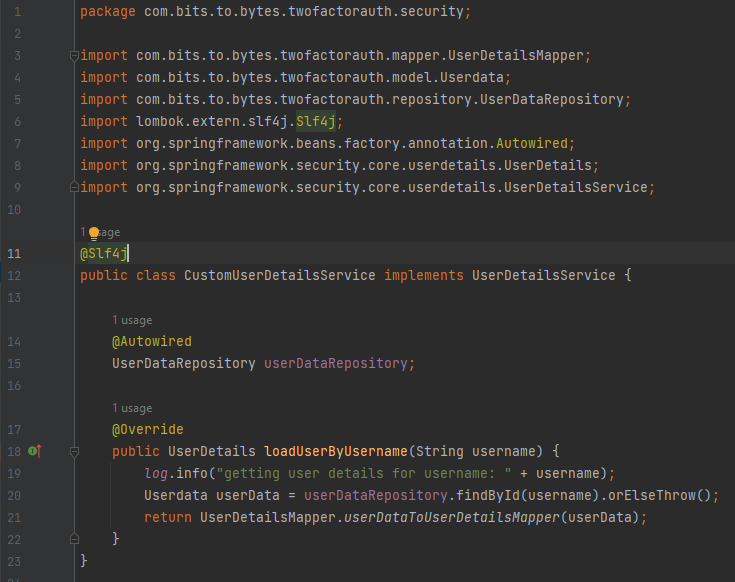 1 package com.bits.to.bytes.twofactorauth.security;
2
3 import com.bits.to.bytes.twofactorauth.mapper.UserDetailsMapper;
4 import com.bits.to.bytes.twofactorauth.model.Userdata;
5 import com.bits.to.bytes.twofactorauth.repository.UserDataRepository;
6 import lombok.extern.slf4j.Slf4j;
7 import org.springframework.beans.factory.annotation.Autowired;
8 import org.springframework.security.core.userdetails.UserDetails;
9 import org.springframework.security.core.userdetails.UserDetailsService;
10
1 usage
11 @Slf4j
12 public class CustomUserDetailsService implements UserDetailsService {
13
1 usage
14 @Autowired
15 UserDataRepository userDataRepository;
16
1 usage
17 @Override
18 public UserDetails loadUserByUsername(String username) {
19 log.info("getting user details for username: " + username);
20 Userdata userData = userDataRepository.findById(username).orElseThrow();
21 return UserDetailsMapper.userDataToUserDetailsMapper(userData);
22 }
23 }